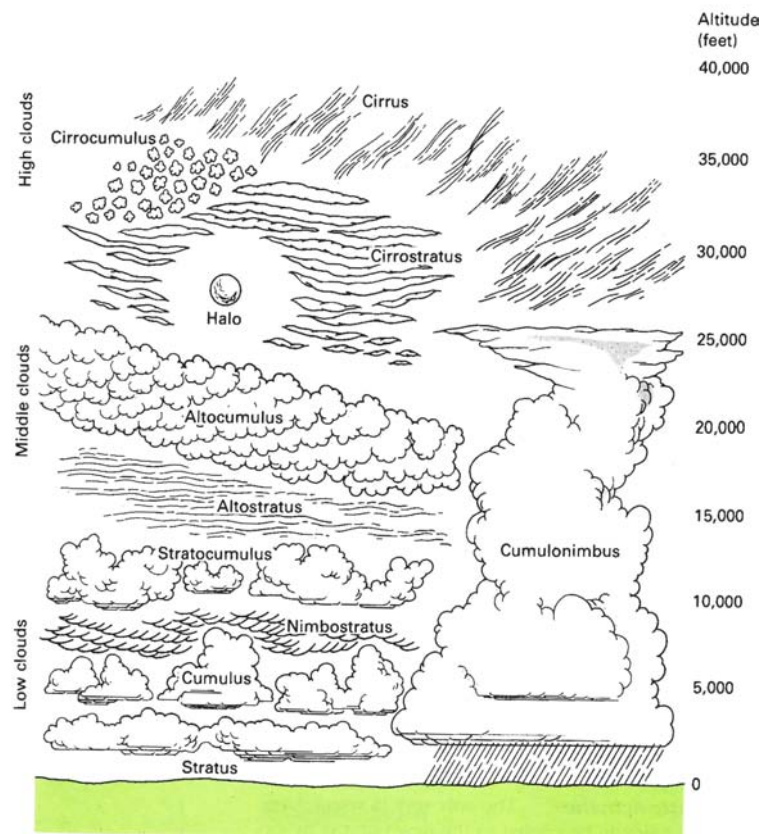 Altitude
(feet)
40,000
Cirrus
Cirrocumulus
High clouds
35,000
30,000
Cirrostratus
Halo
25,000
Middle clouds
Altocumulus
20,000
Altostratus
15,000
Stratocumulus
Cumulonimbus
10,000
Nimbostratus
Low clouds
Cumulus
5,000
Stratus
0